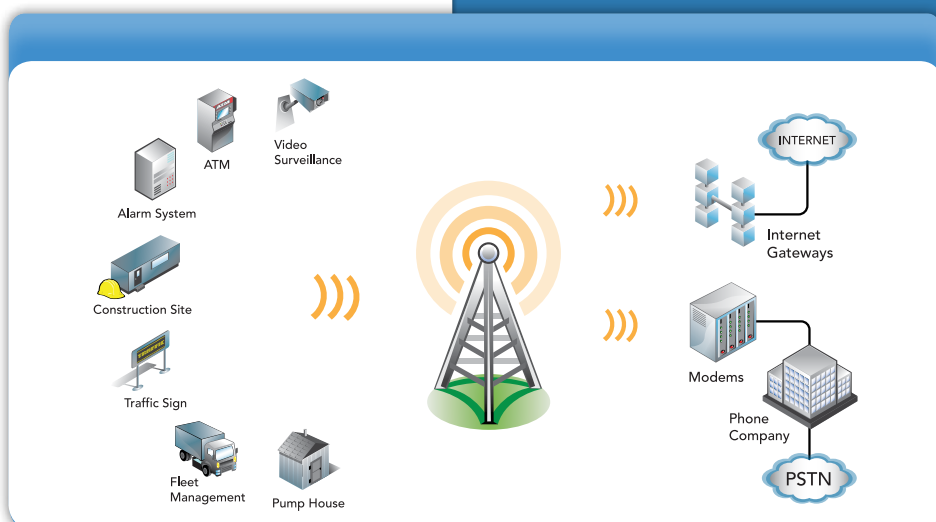 ATM
Video
Surveillance
Alarm System
Construction Site
TRAFFIC
Traffic Sign
Fleet
Management
Pump House
INTERNET
Internet
Gateways
Modems
Phone
Company
PSTN